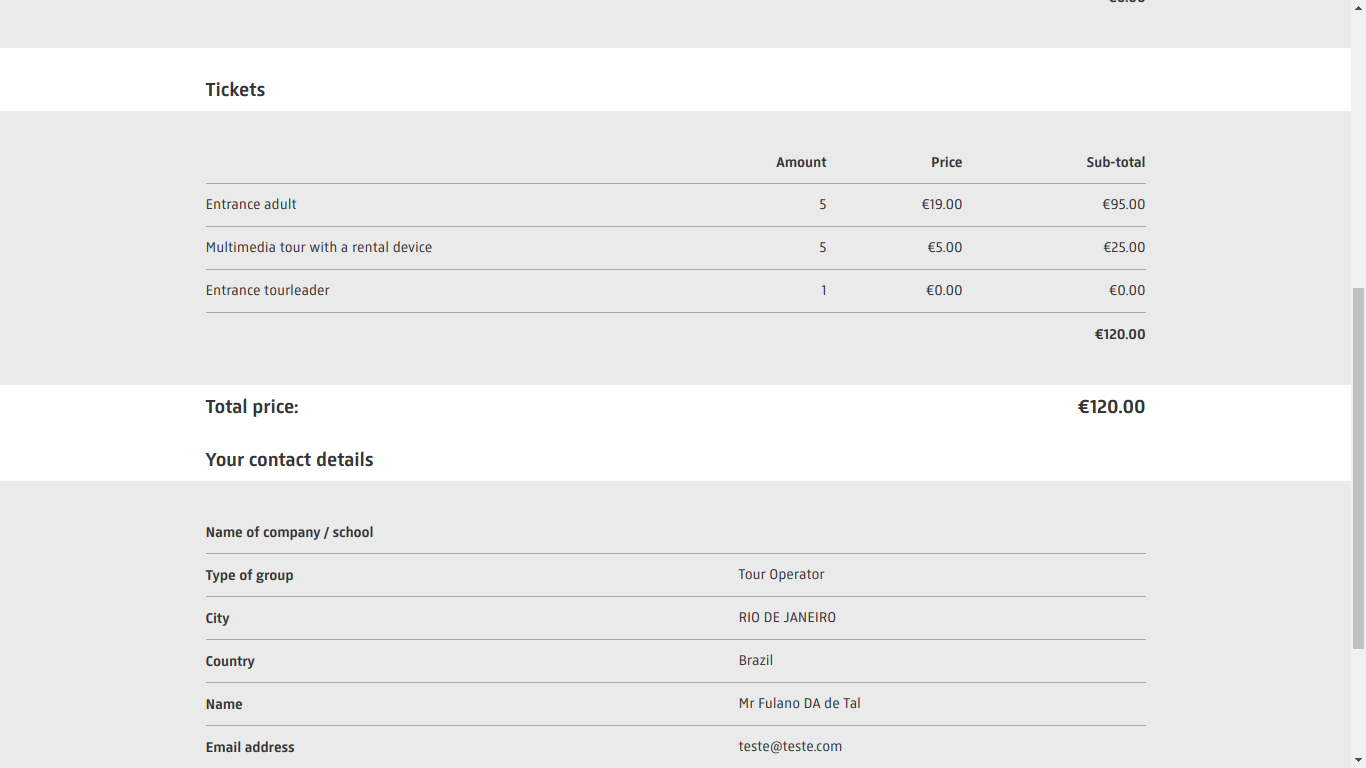 Tickets
Amount Price Sub-total
Entrance adult 5 €19.00 €95.00
Multimedia tour with a rental device 5 €5.00 €25.00
Entrance tourleader 1 €0.00 €0.00
€120.00
Total price: €120.00
Your contact details
Name of company / school
Type of group Tour Operator
City RIO DE JANEIRO
Country Brazil
Name Mr Fulano DA de Tal
Email address teste@teste.com